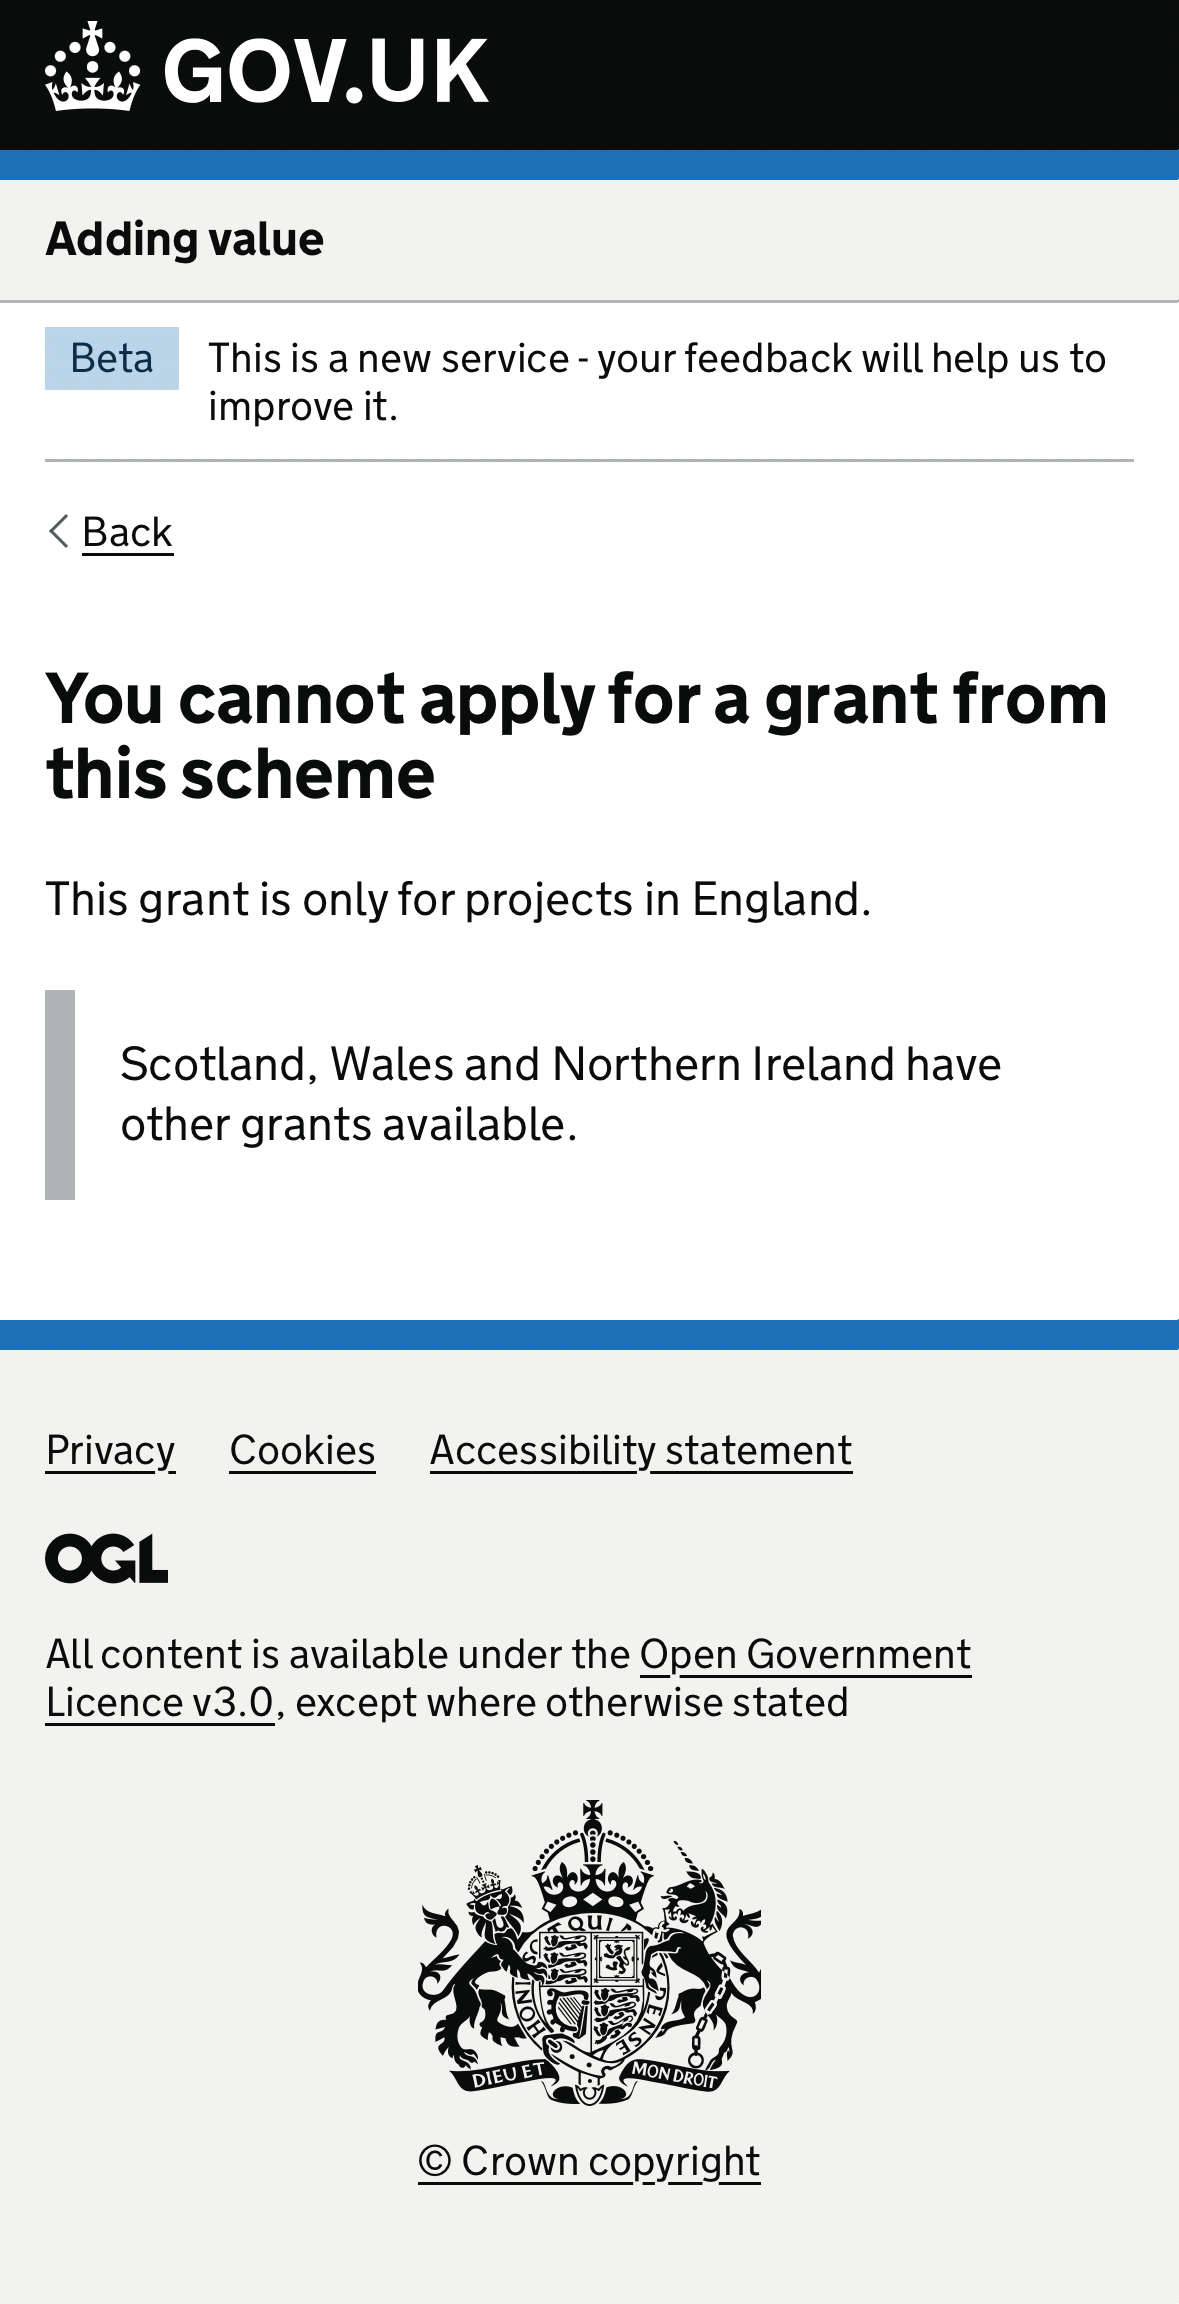 GOV.UK
Adding value
Beta
This is a new service - your feedback will help us to
improve it.
Back
You cannot apply for a grant from
this scheme
This grant is only for projects in England.
Scotland, Wales and Northern Ireland have
other grants available.
Privacy Cookies Accessibility statement
OGL
All content is available under the Open Government
Licence v3.0, except where otherwise stated
HONI SO T QUI DENSE
DIEU ET MON DROIT
© Crown copyright